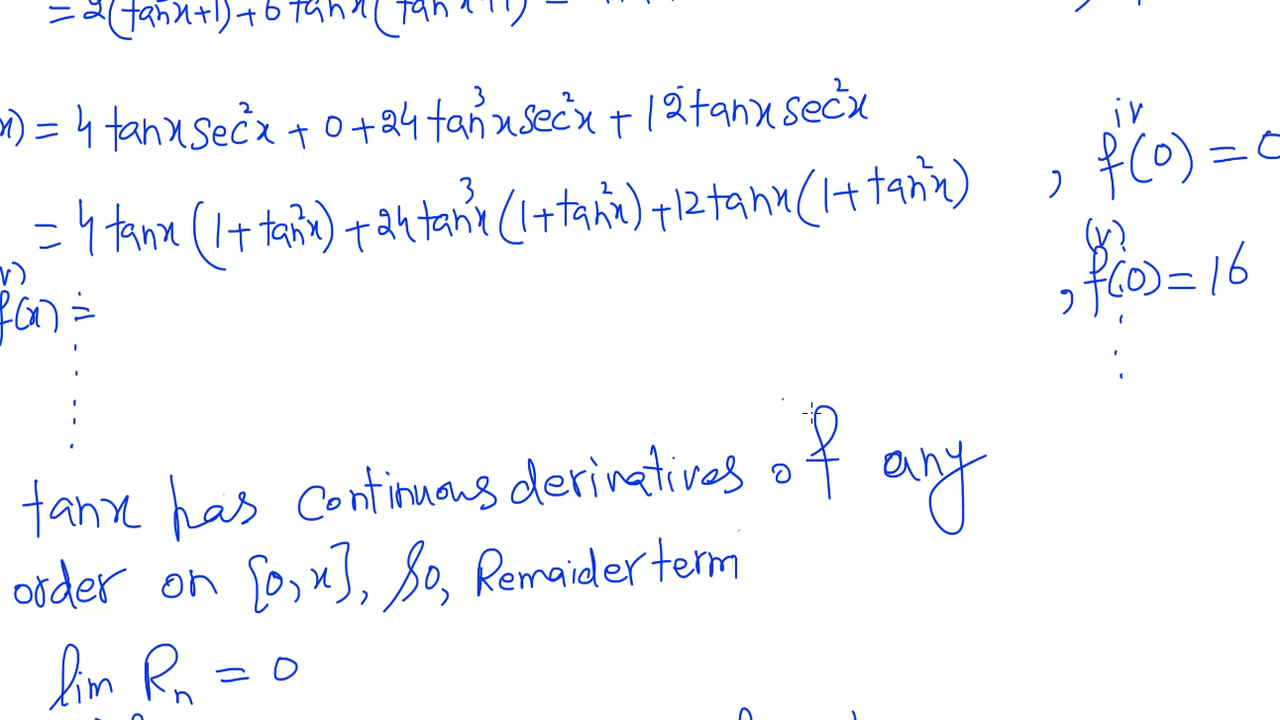 = 2(tan²x+1)+6 tan²x(tan²x+1) =
x) = 4 tanx sec²x + 0 + 24 tan³x sec²x + 12 tanx sec²x
iv
, f(0) = 0
= 4 tanx (1+tan²x) + 24 tan³x (1+tan²x) + 12 tanx (1+tan²x)
(v)
, f(0) = 16
v)
f(x) =
tanx has continuous derivatives of any
order on [0,x], So, Remaider term
lim Rn = 0